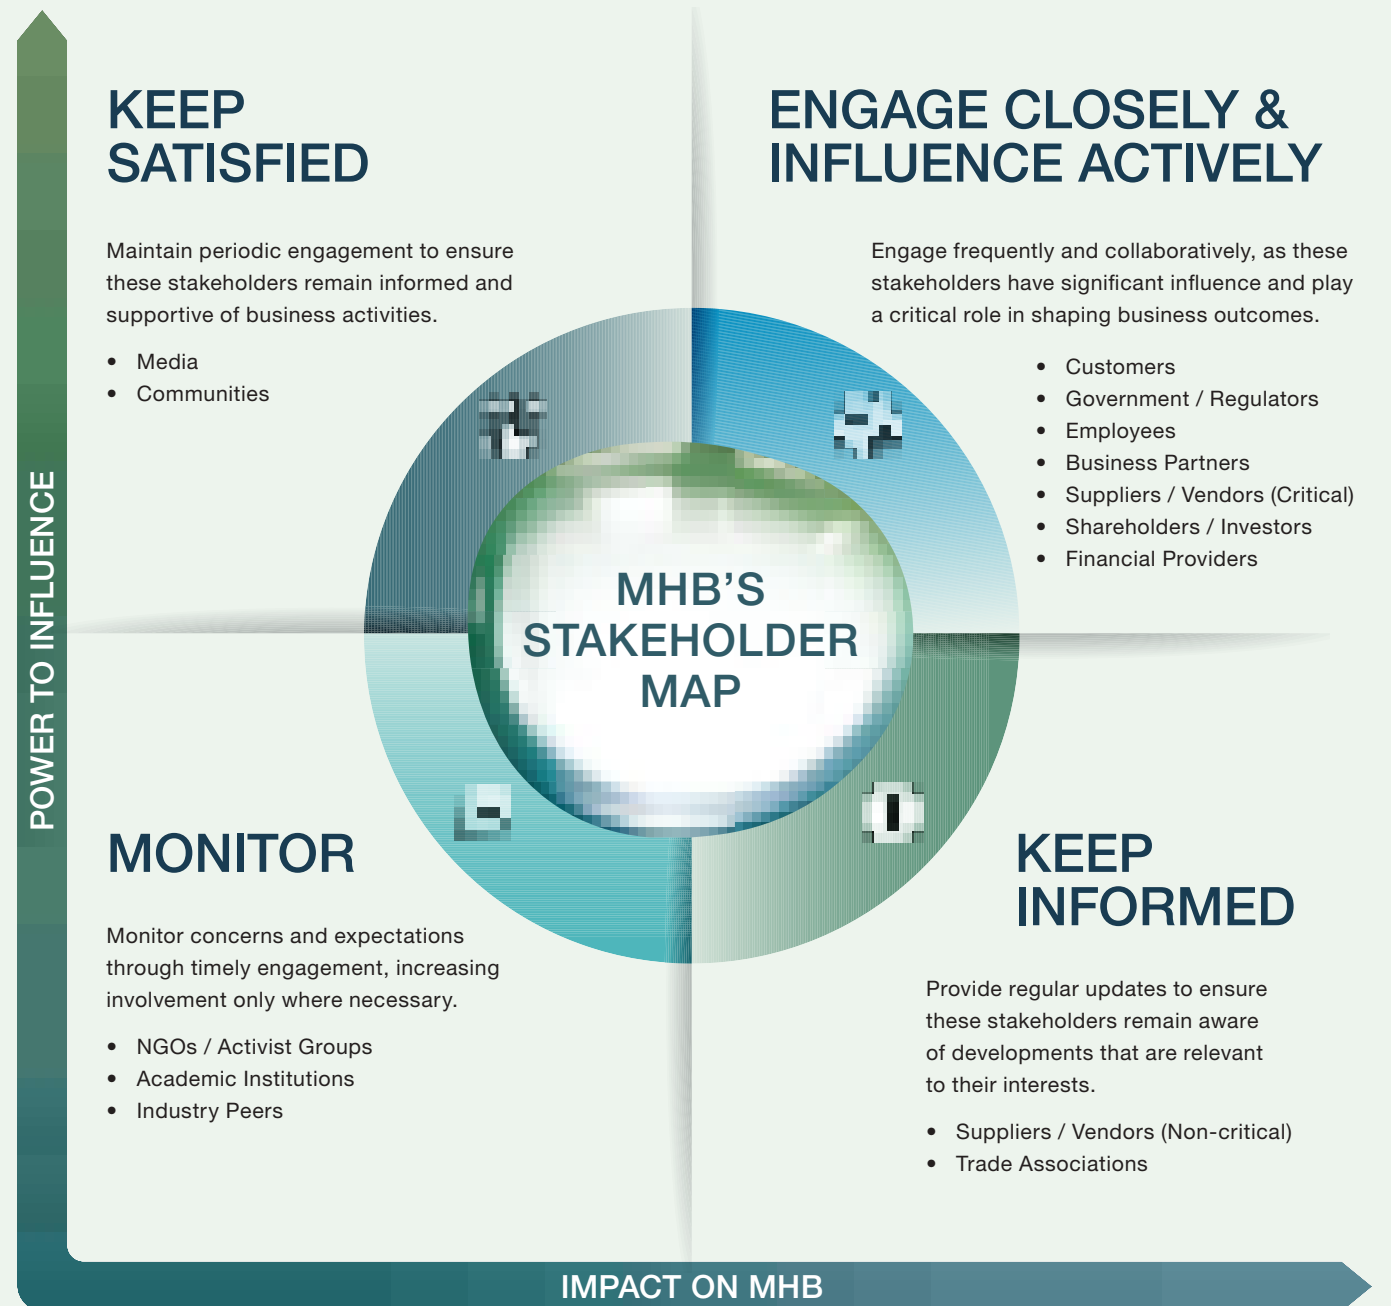 KEEP
SATISFIED
Maintain periodic engagement to ensure
these stakeholders remain informed and
supportive of business activities.
• Media
• Communities
ENGAGE CLOSELY &
INFLUENCE ACTIVELY
Engage frequently and collaboratively, as these
stakeholders have significant influence and play
a critical role in shaping business outcomes.
• Customers
• Government / Regulators
• Employees
• Business Partners
• Suppliers / Vendors (Critical)
• Shareholders / Investors
• Financial Providers
POWER TO INFLUENCE
MHB'S
STAKEHOLDER
MAP
MONITOR
Monitor concerns and expectations
through timely engagement, increasing
involvement only where necessary.
• NGOs / Activist Groups
• Academic Institutions
• Industry Peers
KEEP
INFORMED
Provide regular updates to ensure
these stakeholders remain aware
of developments that are relevant
to their interests.
• Suppliers / Vendors (Non-critical)
• Trade Associations
IMPACT ON MHB